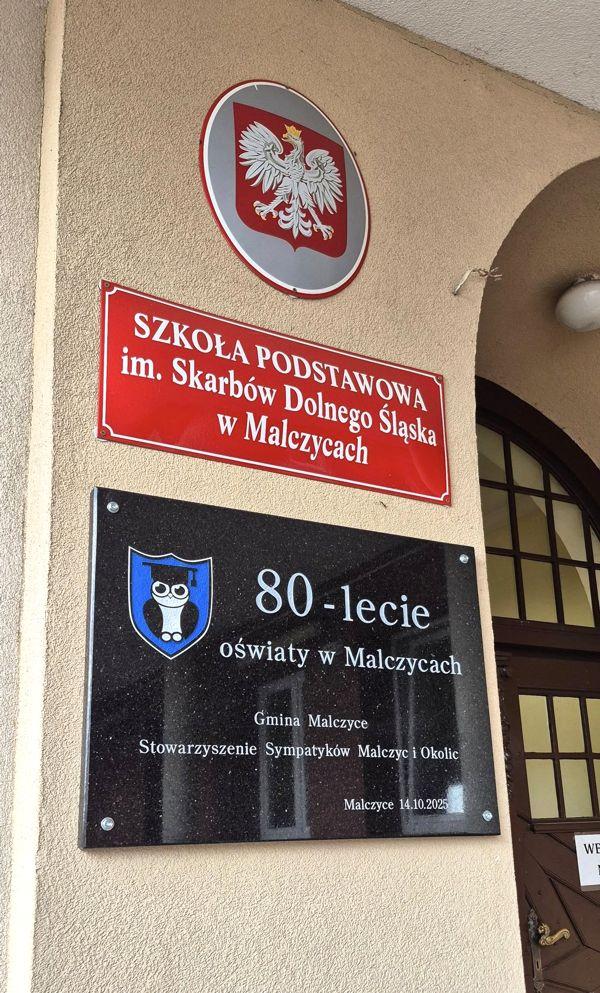 SZKOŁA PODSTAWOWA
im. Skarbów Dolnego Śląska
w Malczycach
80-lecie
oświaty w Malczycach
Gmina Malczyce
Stowarzyszenie Sympatyków Malczyc i Okolic
Malczyce 14.10.2025